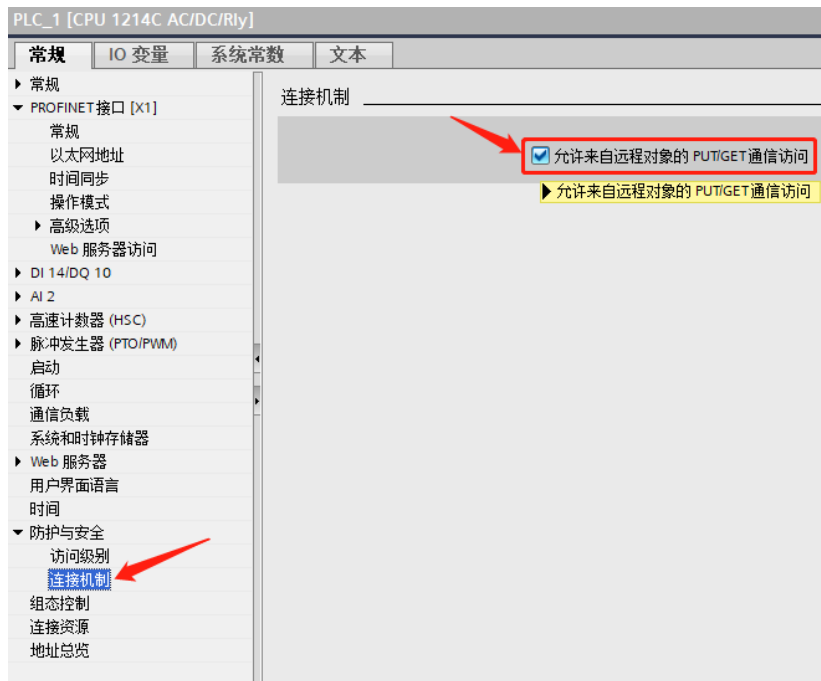 PLC_1 [CPU 1214C AC/DC/Rly]
常规
IO 变量
系统常数
文本
常规
PROFINET接口 [X1]
常规
以太网地址
时间同步
操作模式
高级选项
Web 服务器访问
DI 14/DQ 10
AI 2
高速计数器 (HSC)
脉冲发生器 (PTO/PWM)
启动
循环
通信负载
系统和时钟存储器
Web 服务器
用户界面语言
时间
防护与安全
访问级别
连接机制
组态控制
连接资源
地址总览
连接机制
允许来自远程对象的 PUT/GET通信访问
允许来自远程对象的 PUT/GET通信访问